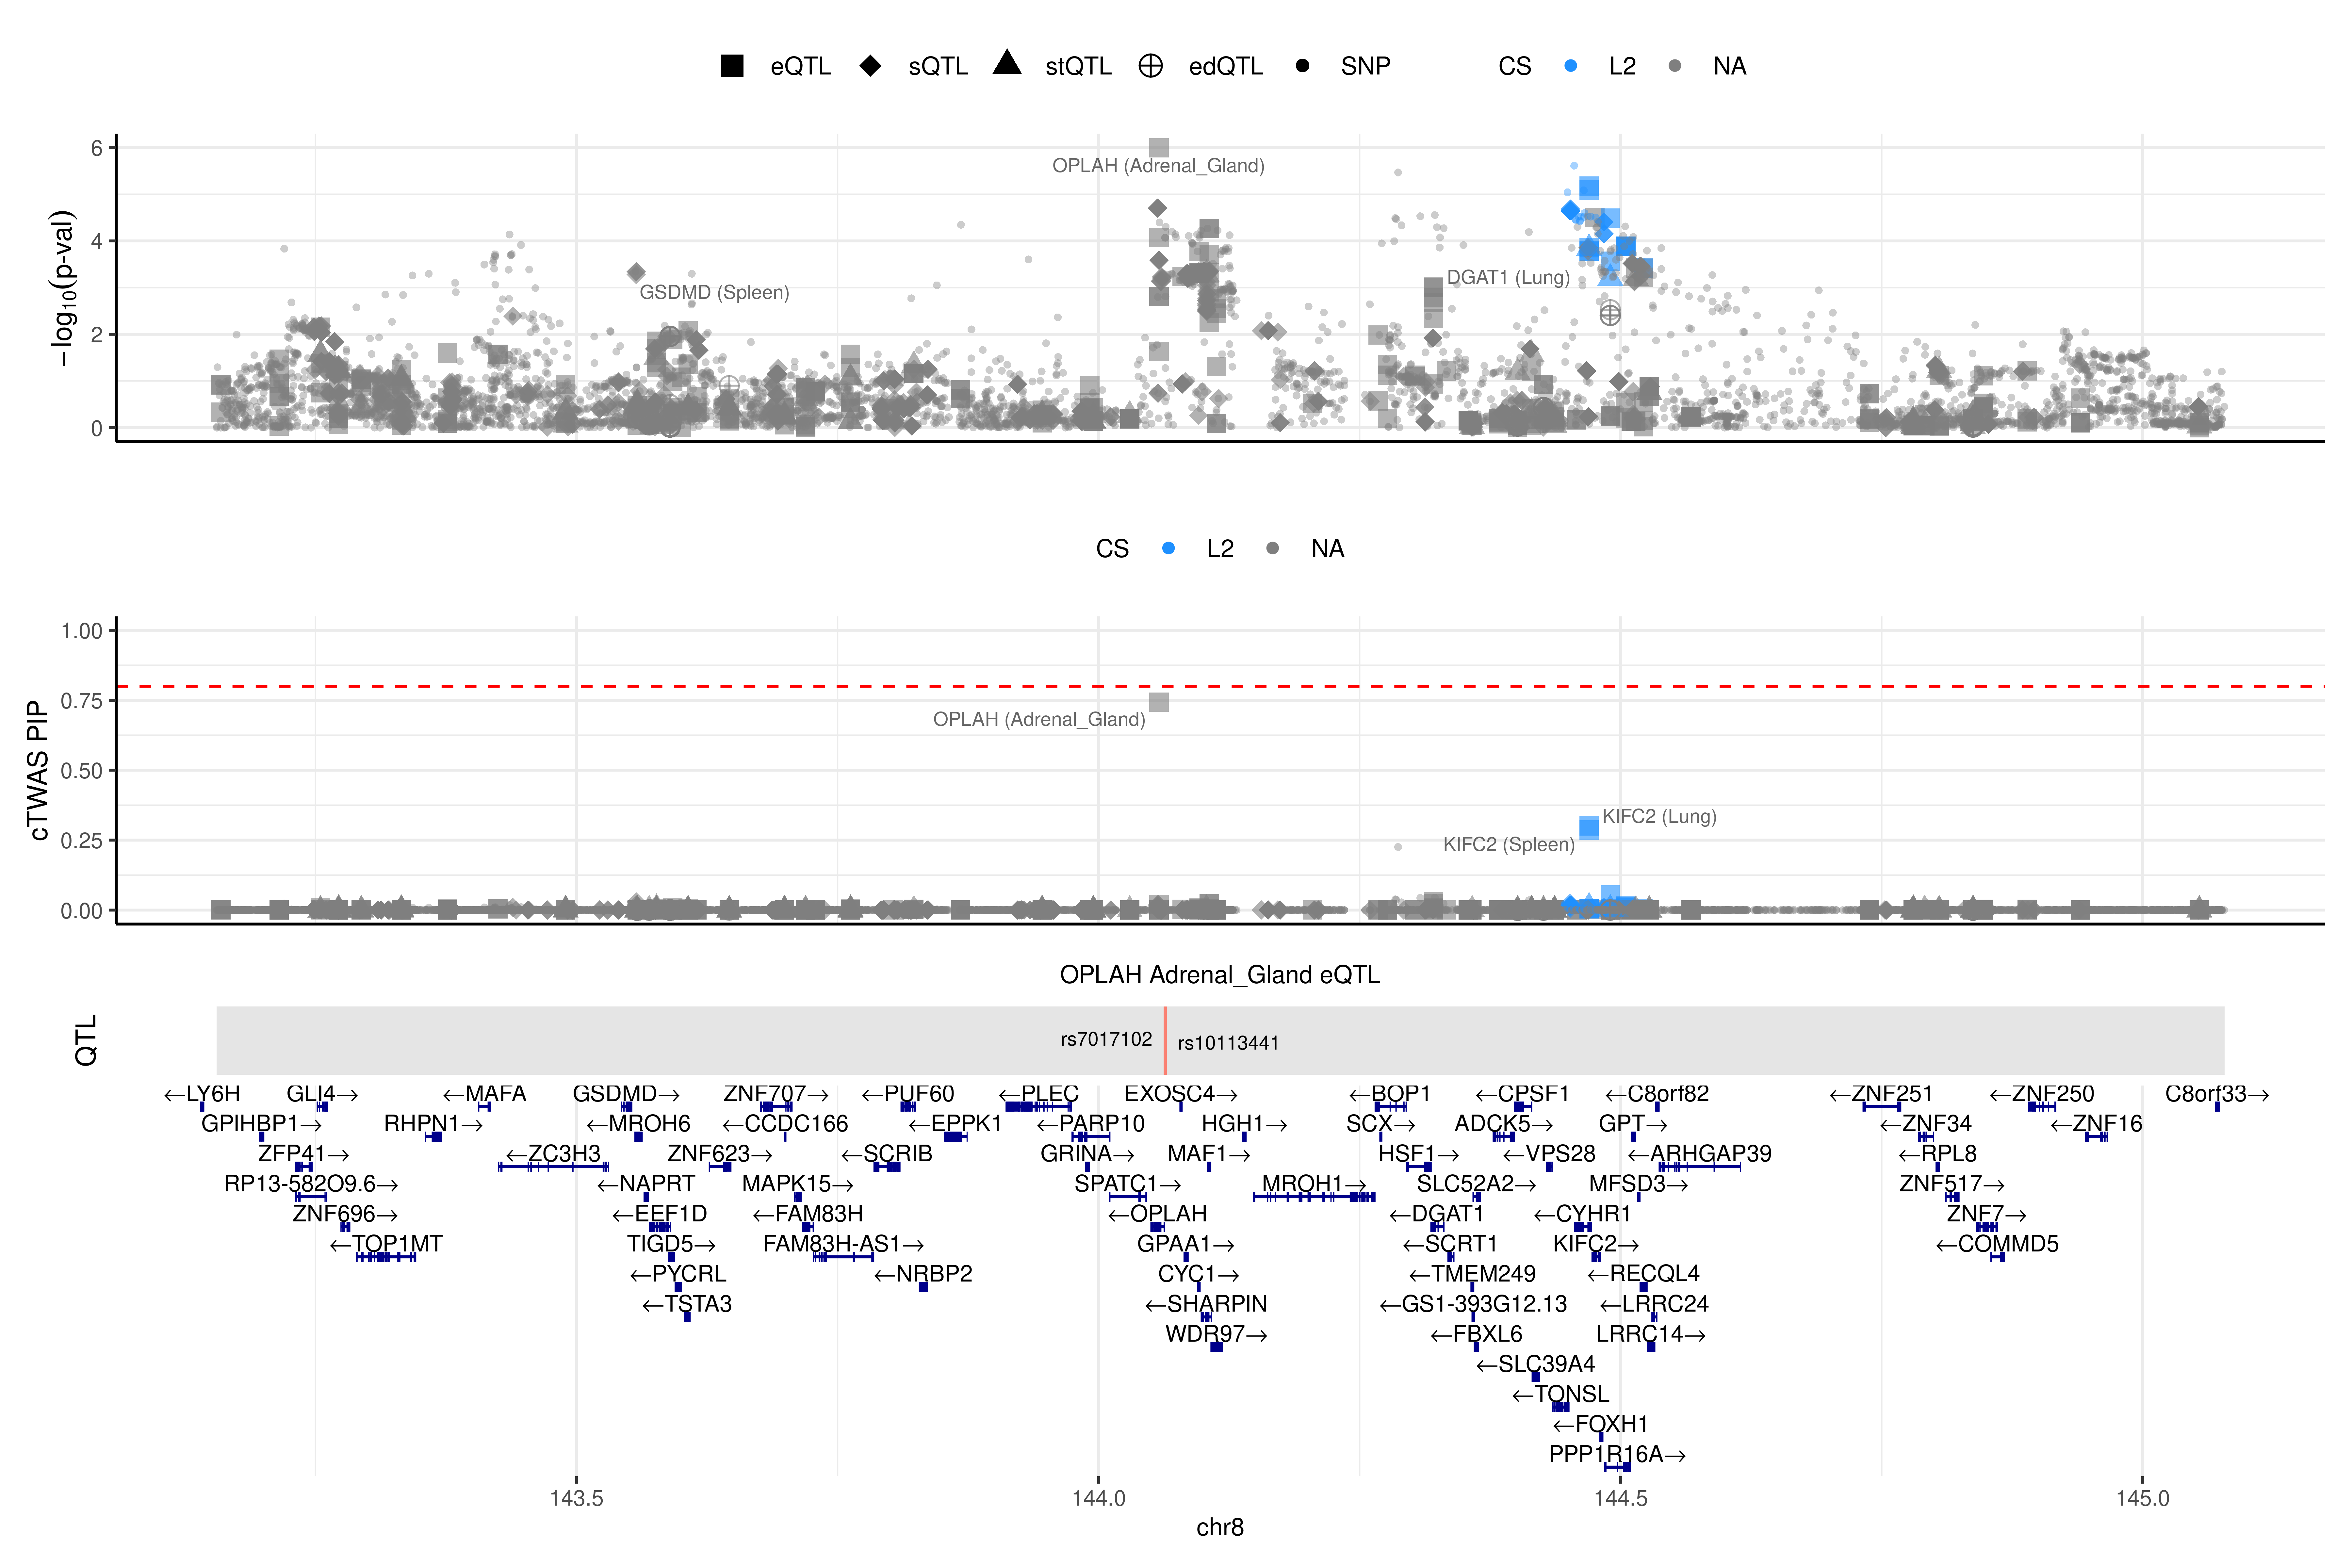 eQTL sQTL stQTL edQTL SNP CS L2 NA
−log10(p-val)
6
4
2
0
OPLAH (Adrenal_Gland)
GSDMD (Spleen)
DGAT1 (Lung)
CS L2 NA
cTWAS PIP
1.00
0.75
0.50
0.25
0.00
OPLAH (Adrenal_Gland)
KIFC2 (Lung)
KIFC2 (Spleen)
OPLAH Adrenal_Gland eQTL
QTL
rs7017102 rs10113441
←LY6H GLI4→ ←MAFA GSDMD→ ZNF707→ ←PUF60 ←PLEC EXOSC4→ ←BOP1 ←CPSF1 ←C8orf82 ←ZNF251 ←ZNF250 C8orf33→
GPIHBP1→ RHPN1→ ←MROH6 ←CCDC166 ←EPPK1 ←PARP10 HGH1→ SCX→ ADCK5→ GPT→ ←ZNF34 ←ZNF16
ZFP41→ ←ZC3H3 ZNF623→ ←SCRIB GRINA→ MAF1→ HSF1→ ←VPS28 ←ARHGAP39 ←RPL8
RP13-582O9.6→ ←NAPRT MAPK15→ SPATC1→ MROH1→ SLC52A2→ MFSD3→ ZNF517→
ZNF696→ ←EEF1D ←FAM83H ←OPLAH ←DGAT1 ←CYHR1 ZNF7→
←TOP1MT TIGD5→ FAM83H-AS1→ GPAA1→ ←SCRT1 KIFC2→ ←COMMD5
←PYCRL ←NRBP2 CYC1→ ←TMEM249 ←RECQL4
←TSTA3 ←SHARPIN ←GS1-393G12.13 ←LRRC24
WDR97→ ←FBXL6 LRRC14→
←SLC39A4
←TONSL
←FOXH1
PPP1R16A→
143.5 144.0 144.5 145.0
chr8